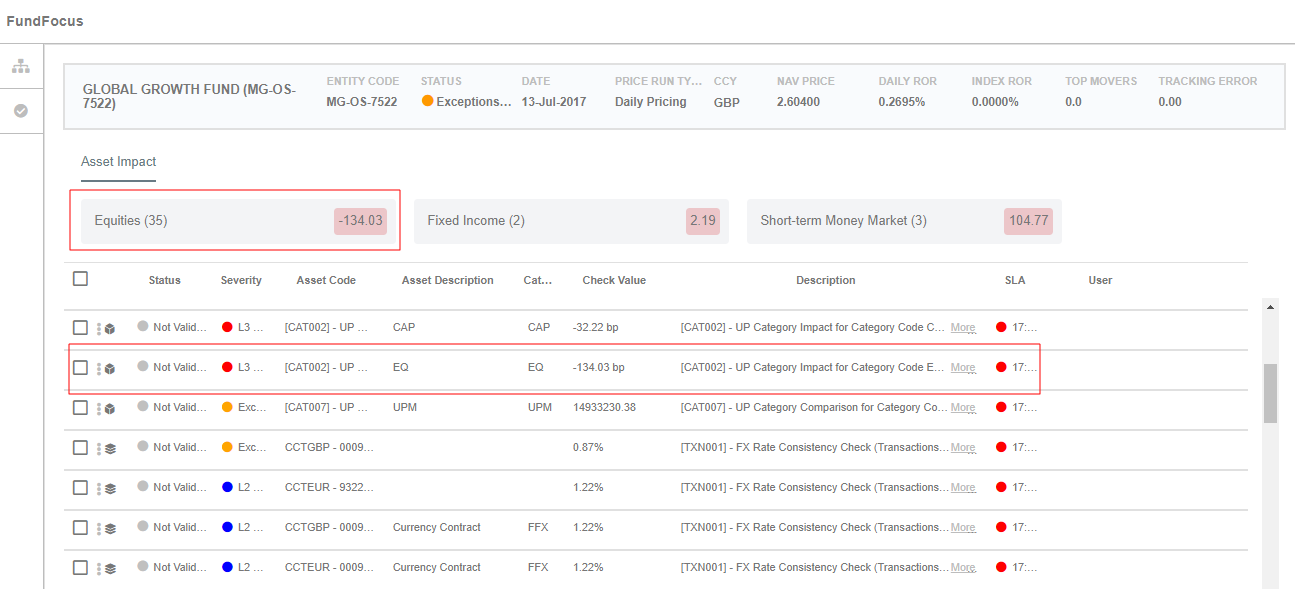 FundFocus
ENTITY CODE STATUS DATE PRICE RUN TY... CCY NAV PRICE DAILY ROR INDEX ROR TOP MOVERS TRACKING ERROR
GLOBAL GROWTH FUND (MG-OS-
7522)
MG-OS-7522 Exceptions... 13-Jul-2017 Daily Pricing GBP 2.60400 0.2695% 0.0000% 0.0 0.00
Asset Impact
Equities (35) -134.03 Fixed Income (2) 2.19 Short-term Money Market (3) 104.77
Status Severity Asset Code Asset Description Cat... Check Value Description SLA User
Not Valid... L3 ... [CAT002] - UP ... CAP CAP -32.22 bp [CAT002] - UP Category Impact for Category Code C... More 17:...
Not Valid... L3 ... [CAT002] - UP ... EQ EQ -134.03 bp [CAT002] - UP Category Impact for Category Code E... More 17:...
Not Valid... Exc... [CAT007] - UP ... UPM UPM 14933230.38 [CAT007] - UP Category Comparison for Category Co... More 17:...
Not Valid... Exc... CCTGBP - 0009... 0.87% [TXN001] - FX Rate Consistency Check (Transactions... More 17:...
Not Valid... L2 ... CCTEUR - 9322... 1.22% [TXN001] - FX Rate Consistency Check (Transactions... More 17:...
Not Valid... L2 ... CCTGBP - 0009... Currency Contract FFX 1.22% [TXN001] - FX Rate Consistency Check (Transactions... More 17:...
Not Valid... L2 ... CCTEUR - 0009... Currency Contract FFX 1.22% [TXN001] - FX Rate Consistency Check (Transactions... More 17:...